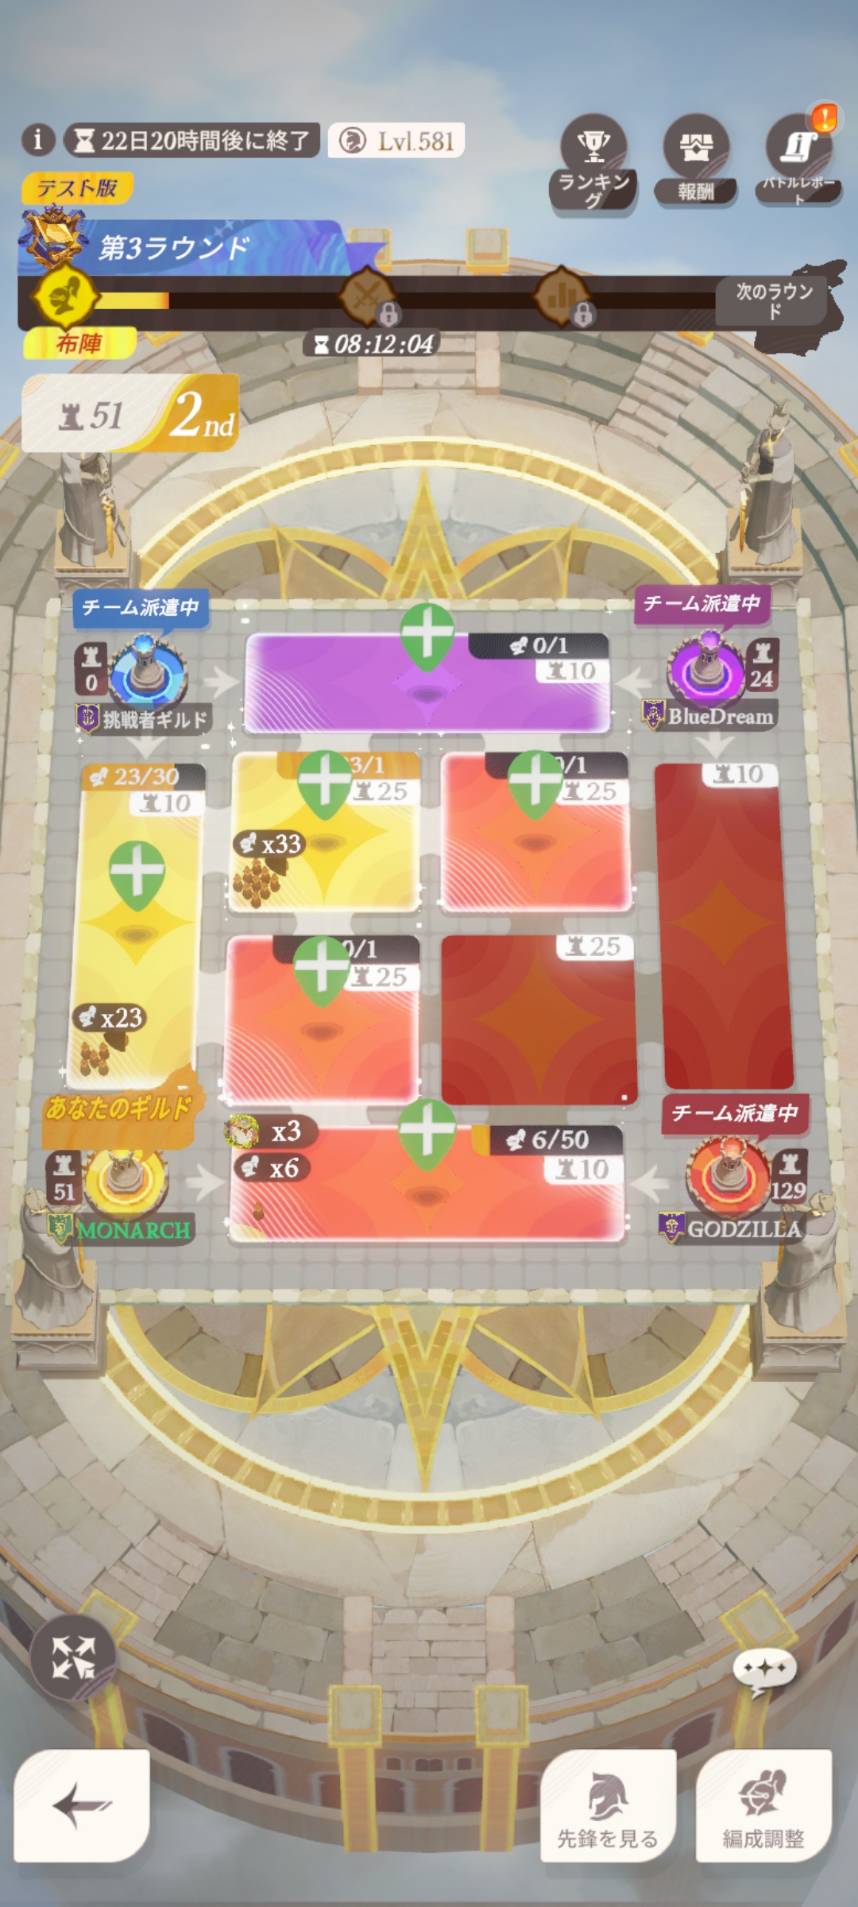 22日20時間後に終了
Lvl.581
ランキング
報酬
バトルレポート
テスト版
第3ラウンド
次のラウンド
布陣
08:12:04
51
2nd
チーム派遣中
チーム派遣中
0/1
10
0
24
挑戦者ギルド
BlueDream
23/30
10
3/1
25
/1
25
10
x33
0/1
25
25
x23
あなたのギルド
チーム派遣中
x3
6/50
x6
10
51
129
MONARCH
GODZILLA
先鋒を見る
編成調整